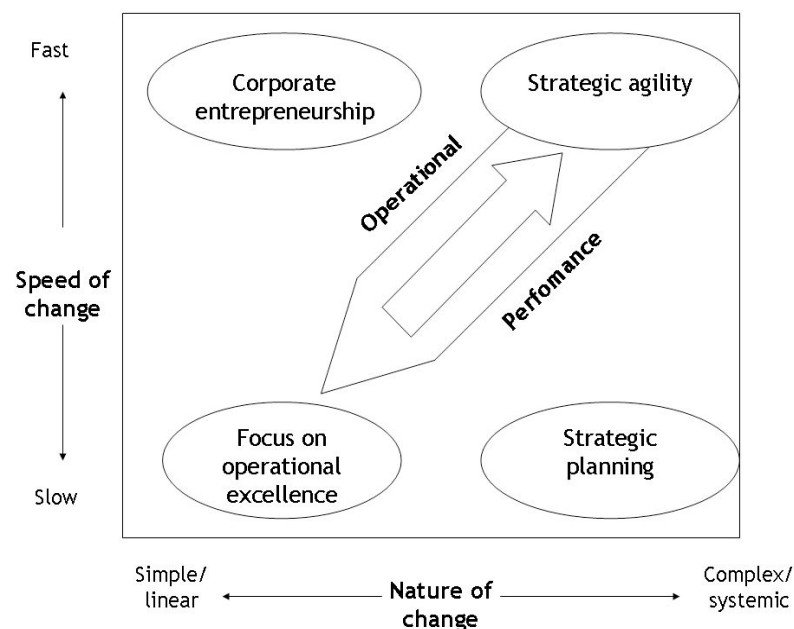 Fast
Corporate
entrepreneurship
Strategic agility
Operational
Perfomance
Speed of
change
Focus on
operational
excellence
Strategic
planning
Slow
Simple/
linear
Nature of
change
Complex/
systemic